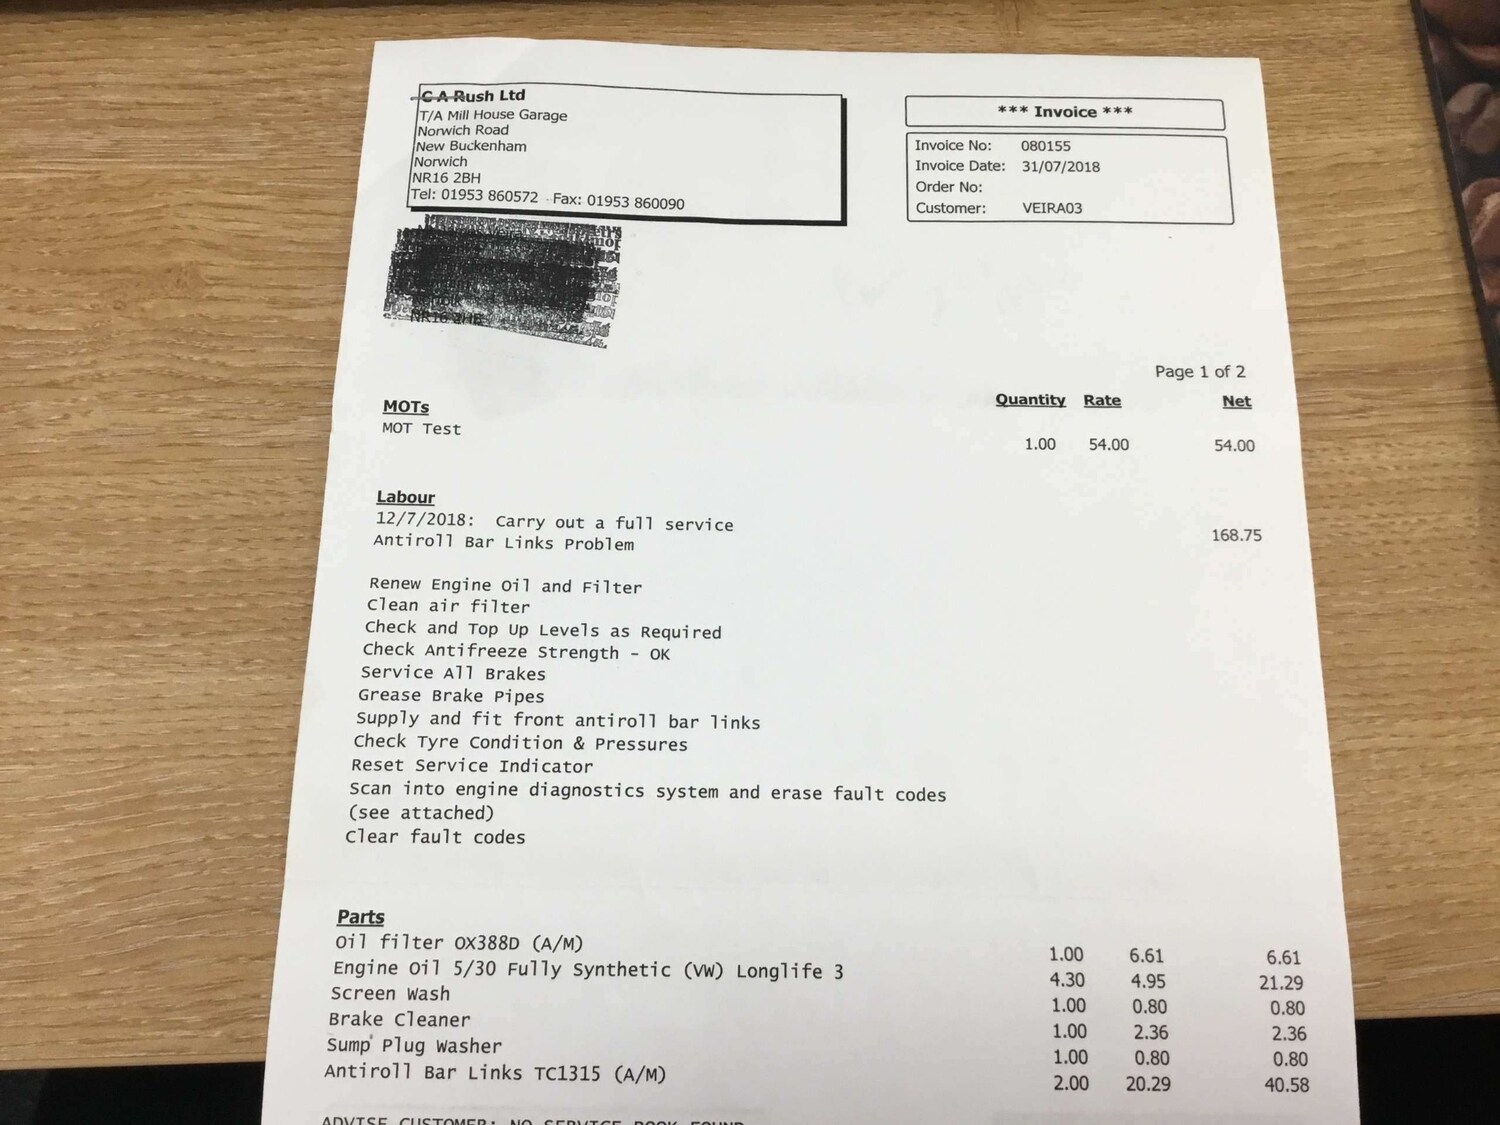 C A Rush Ltd
T/A Mill House Garage
Norwich Road
New Buckenham
Norwich
NR16 2BH
Tel: 01953 860572 Fax: 01953 860090
*** Invoice ***
Invoice No: 080155
Invoice Date: 31/07/2018
Order No:
Customer: VEIRA03
NR16 2HE
Page 1 of 2
Quantity Rate Net
MOTs
MOT Test
1.00 54.00 54.00
Labour
12/7/2018: Carry out a full service
168.75
Antiroll Bar Links Problem
Renew Engine Oil and Filter
Clean air filter
Check and Top Up Levels as Required
Check Antifreeze Strength - OK
Service All Brakes
Grease Brake Pipes
Supply and fit front antiroll bar links
Check Tyre Condition & Pressures
Reset Service Indicator
Scan into engine diagnostics system and erase fault codes
(see attached)
Clear fault codes
Parts
Oil filter OX388D (A/M) 1.00 6.61 6.61
Engine Oil 5/30 Fully Synthetic (VW) Longlife 3 4.30 4.95 21.29
Screen Wash 1.00 0.80 0.80
Brake Cleaner 1.00 2.36 2.36
Sump Plug Washer 1.00 0.80 0.80
Antiroll Bar Links TC1315 (A/M) 2.00 20.29 40.58
ADVISE CUSTOMER: NO SERVICE BOOK FOUND